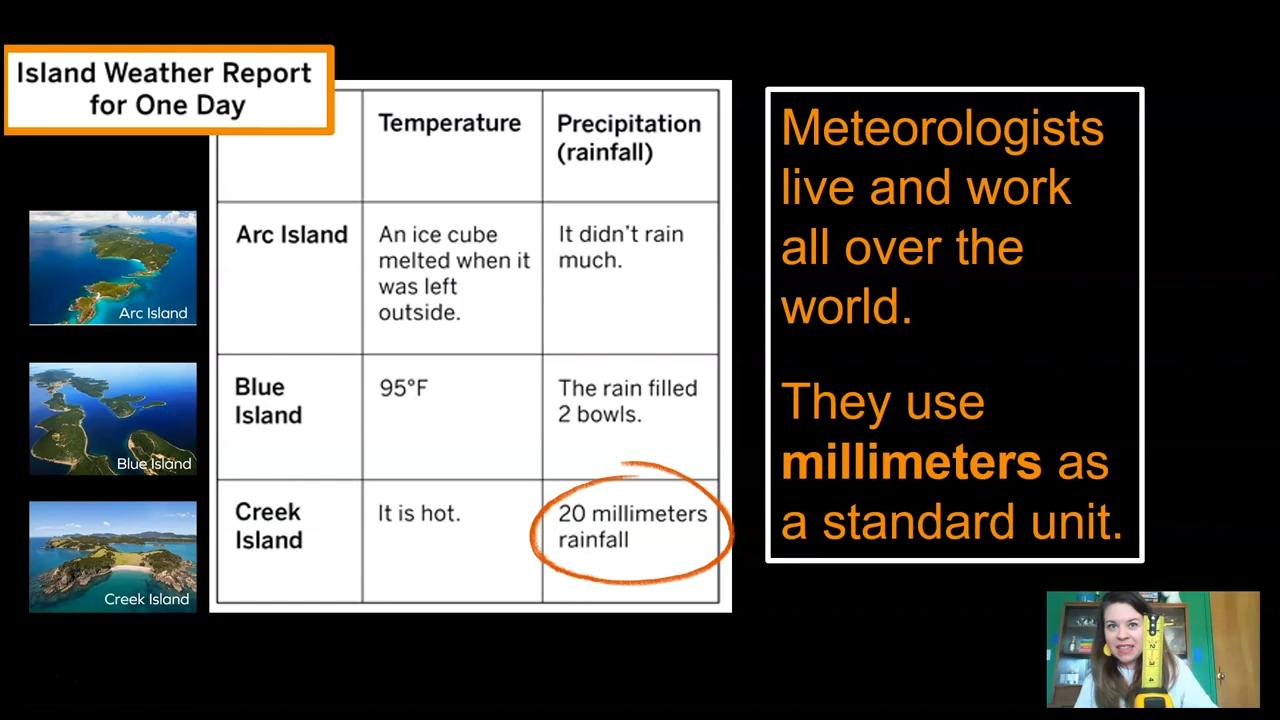 Island Weather Report
for One Day
Temperature
Precipitation
(rainfall)
Arc Island
An ice cube
melted when it
was left
outside.
It didn't rain
much.
Blue
Island
95°F
The rain filled
2 bowls.
Creek
Island
It is hot.
20 millimeters
rainfall
Arc Island
Blue Island
Creek Island
Meteorologists
live and work
all over the
world.
They use
millimeters as
a standard unit.
2
3
4